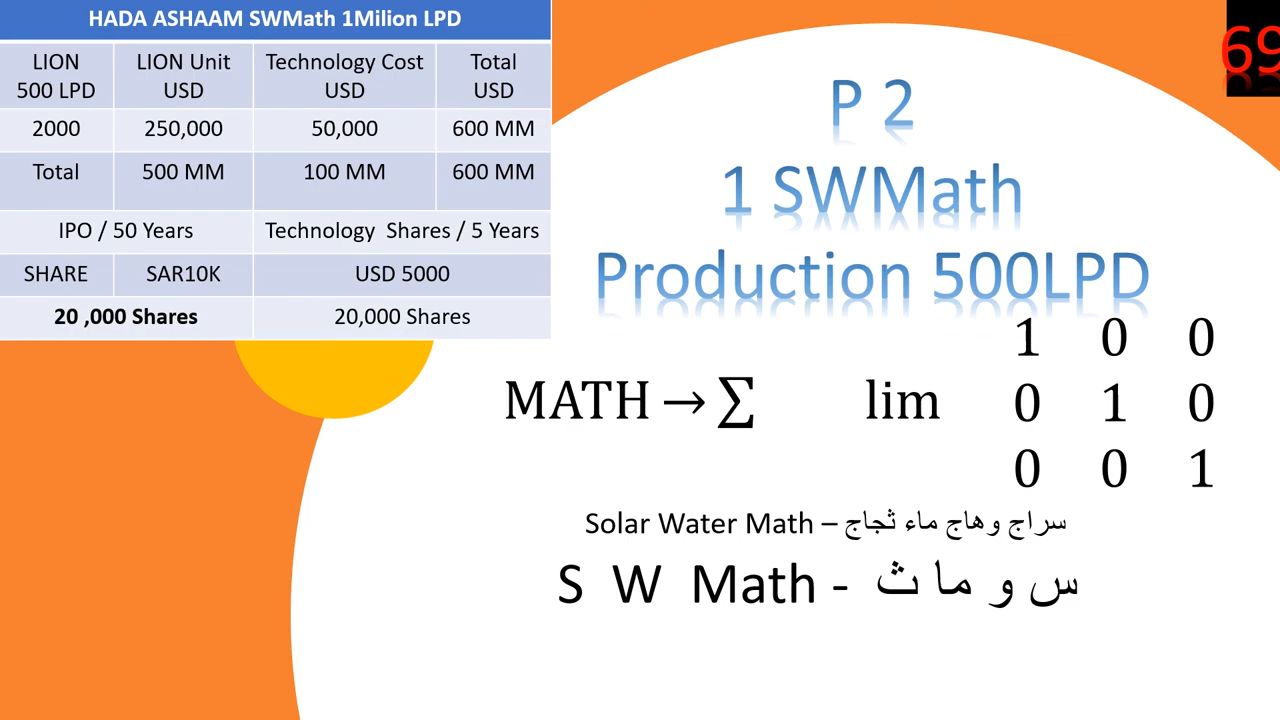 HADA ASHAAM SWMath 1Milion LPD
LION 500 LPD LION Unit USD Technology Cost USD Total USD
2000 250,000 50,000 600 MM
Total 500 MM 100 MM 600 MM
IPO / 50 Years Technology Shares / 5 Years
SHARE SAR10K USD 5000
20 ,000 Shares 20,000 Shares
69
P 2
1 SWMath
Production 500LPD
1 0 0
MATH → ∑ lim 0 1 0
0 0 1
Solar Water Math – سراج وهاج ماء ثجاج
S W Math - س و ما ث